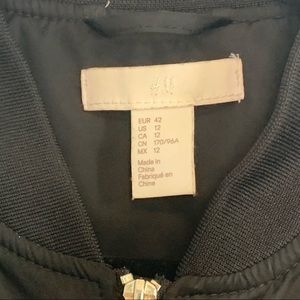 H&M
EUR 42
US 12
CA 12
CN 170/96A
MX 12
Made in
China
Fabriqué en
Chine